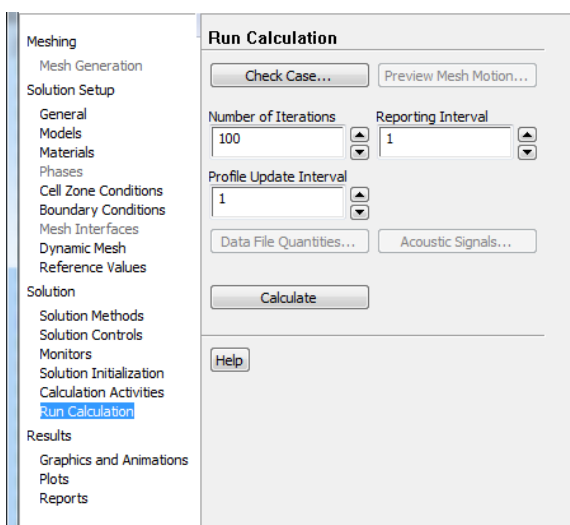 Meshing
Mesh Generation
Solution Setup
General
Models
Materials
Phases
Cell Zone Conditions
Boundary Conditions
Mesh Interfaces
Dynamic Mesh
Reference Values
Solution
Solution Methods
Solution Controls
Monitors
Solution Initialization
Calculation Activities
Run Calculation
Results
Graphics and Animations
Plots
Reports
Run Calculation
Check Case... Preview Mesh Motion...
Number of Iterations Reporting Interval
100 1
Profile Update Interval
1
Data File Quantities... Acoustic Signals...
Calculate
Help